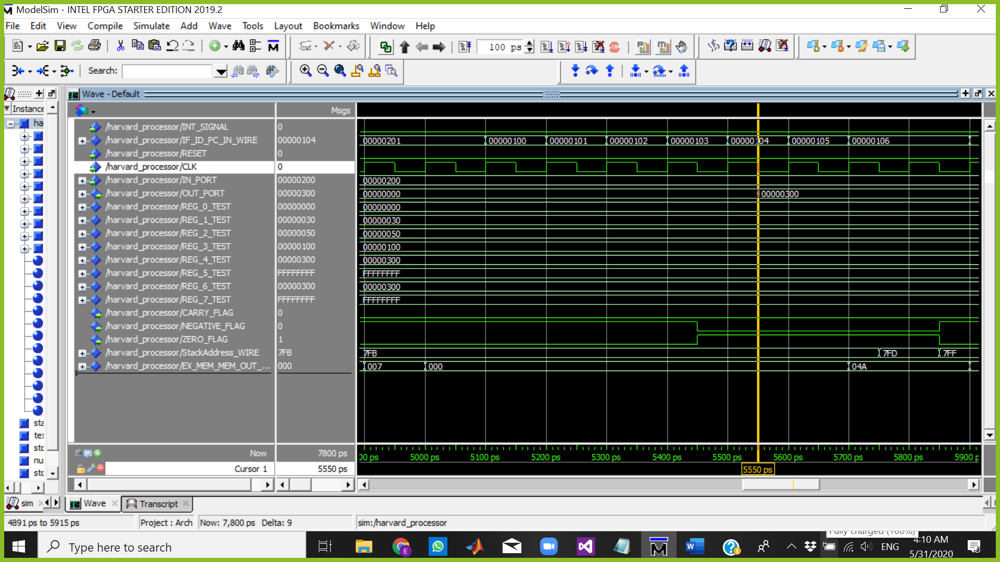 ModelSim - INTEL FPGA STARTER EDITION 2019.2
File Edit View Compile Simulate Add Wave Tools Layout Bookmarks Window Help
100 ps
Search:
Wave - Default
Instance
Msgs
ha
/harvard_processor/INT_SIGNAL 0
/harvard_processor/IF_ID_PC_IN_WIRE 00000104 00000201 00000100 00000101 00000102 00000103 00000104 00000105 00000106
/harvard_processor/RESET 0
/harvard_processor/CLK 0
/harvard_processor/IN_PORT 00000200 00000200
/harvard_processor/OUT_PORT 00000300 00000000 00000300
/harvard_processor/REG_0_TEST 00000000 00000000
/harvard_processor/REG_1_TEST 00000030 00000030
/harvard_processor/REG_2_TEST 00000050 00000050
/harvard_processor/REG_3_TEST 00000100 00000100
/harvard_processor/REG_4_TEST 00000300 00000300
/harvard_processor/REG_5_TEST FFFFFFFF FFFFFFFF
/harvard_processor/REG_6_TEST 00000300 00000300
/harvard_processor/REG_7_TEST FFFFFFFF FFFFFFFF
/harvard_processor/CARRY_FLAG 0
/harvard_processor/NEGATIVE_FLAG 0
/harvard_processor/ZERO_FLAG 1
/harvard_processor/StackAddress_WIRE 7FB 7FB 7FD 7FF
/harvard_processor/EX_MEM_MEM_OUT_... 000 007 000 04A
sta
tex
std
nu
std
Now 7800 ps
00 ps 5000 ps 5100 ps 5200 ps 5300 ps 5400 ps 5500 ps 5600 ps 5700 ps 5800 ps 5900 p
Cursor 1 5550 ps 5550 ps
sim Wave Transcript
4891 ps to 5915 ps Project : Arch Now: 7,800 ps Delta: 9 sim:/harvard_processor
Fully charged (100%)
Type here to search
E
ENG
4:10 AM
5/31/2020